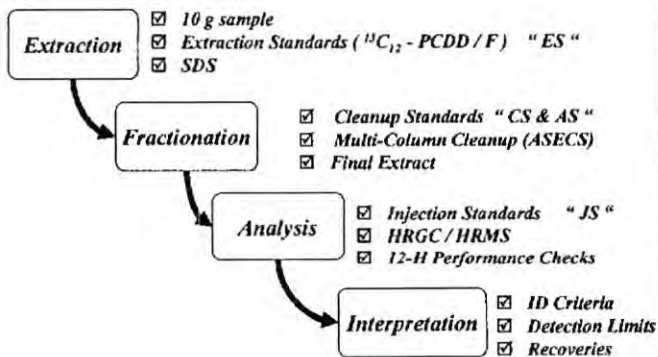 Extraction
☑ 10 g sample
☑ Extraction Standards ( ¹³C₁₂ - PCDD / F ) “ ES “
☑ SDS
Fractionation
☑ Cleanup Standards “ CS & AS “
☑ Multi-Column Cleanup (ASECS)
☑ Final Extract
Analysis
☑ Injection Standards “ JS “
☑ HRGC / HRMS
☑ 12-H Performance Checks
Interpretation
☑ ID Criteria
☑ Detection Limits
☑ Recoveries